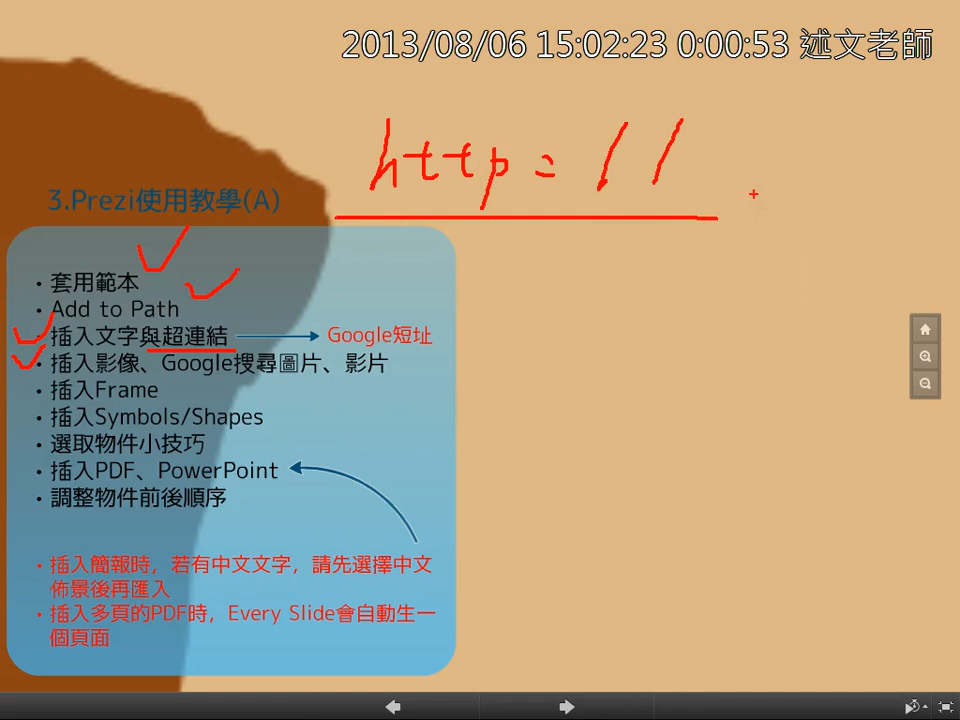 2013/08/06 15:02:23 0:00:53 述文老師
http://
3.Prezi使用教學(A)
• 套用範本
• Add to Path
• 插入文字與超連結
Google短址
• 插入影像、Google搜尋圖片、影片
• 插入Frame
• 插入Symbols/Shapes
• 選取物件小技巧
• 插入PDF、PowerPoint
• 調整物件前後順序
• 插入簡報時，若有中文文字，請先選擇中文
佈景後再匯入
• 插入多頁的PDF時，Every Slide會自動生一
個頁面